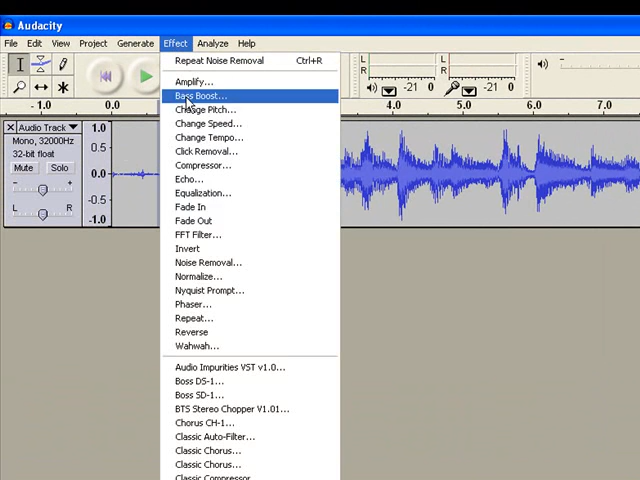 Audacity
File Edit View Project Generate Effect Analyze Help
Repeat Noise Removal Ctrl+R
Amplify...
Bass Boost...
Change Pitch...
Change Speed...
Change Tempo...
Click Removal...
Compressor...
Echo...
Equalization...
Fade In
Fade Out
FFT Filter...
Invert
Noise Removal...
Normalize...
Nyquist Prompt...
Phaser...
Repeat...
Reverse
Wahwah...
Audio Impurities VST v1.0...
Boss DS-1...
Boss SD-1...
BTS Stereo Chopper V1.01...
Chorus CH-1...
Classic Auto-Filter...
Classic Chorus...
Classic Chorus...
Classic Compressor
L
R
-21 0
L
R
-21 0
- 1.0 0.0 4.0 5.0 6.0 7.0
Audio Track
Mono, 32000Hz
32-bit float
Mute Solo
- +
L R
1.0
0.5
0.0
-0.5
-1.0